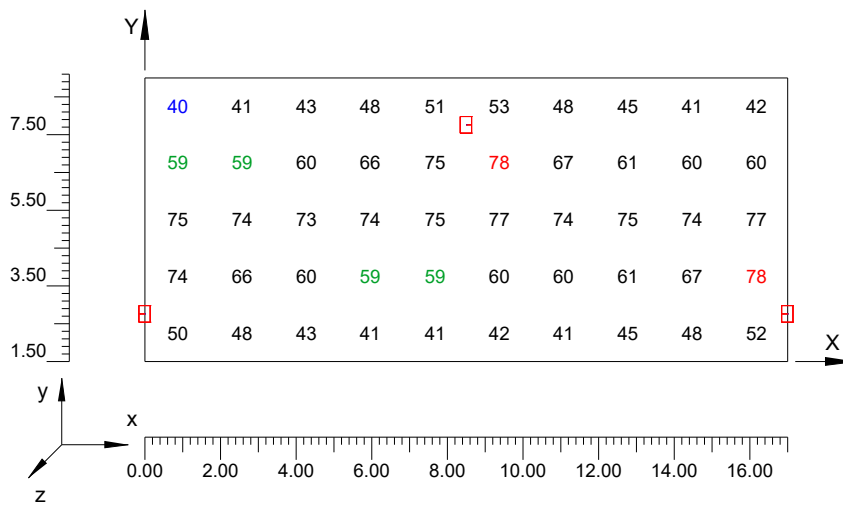 Y
40 41 43 48 51 53 48 45 41 42
7.50
59 59 60 66 75 78 67 61 60 60
5.50
75 74 73 74 75 77 74 75 74 77
3.50
74 66 60 59 59 60 60 61 67 78
50 48 43 41 41 42 41 45 48 52
1.50
X
y
x
z
0.00 2.00 4.00 6.00 8.00 10.00 12.00 14.00 16.00